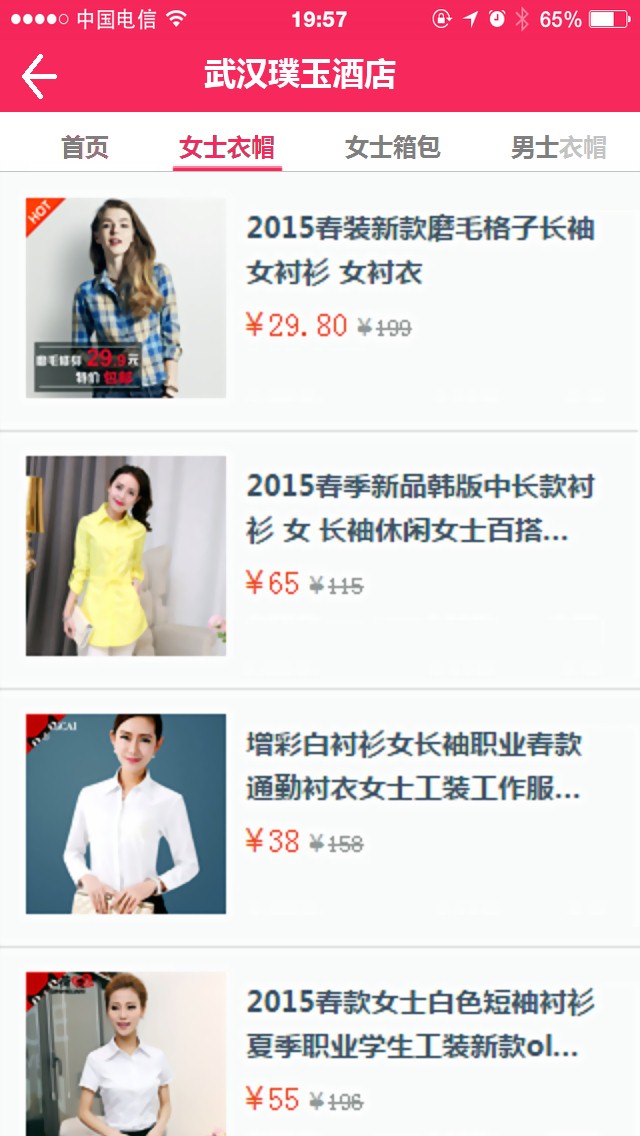 中国电信
19:57
65%
武汉璞玉酒店
首页 女士衣帽 女士箱包 男士衣帽
HOT
磨毛修身 29.9元
特价 包邮
2015春装新款磨毛格子长袖
女衬衫 女衬衣
¥29.80 ¥199
2015春季新品韩版中长款衬
衫 女 长袖休闲女士百搭...
¥65 ¥115
增彩白衬衫女长袖职业春款
通勤衬衣女士工装工作服...
¥38 ¥158
2015春款女士白色短袖衬衫
夏季职业学生工装新款ol...
¥55 ¥196